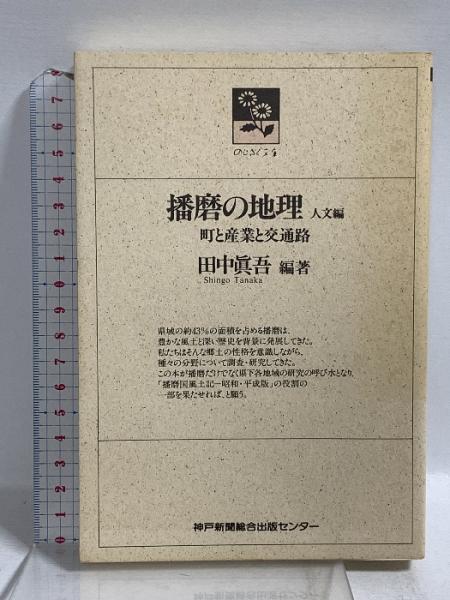 のじぎく文庫
播磨の地理 人文編
町と産業と交通路
田中眞吾 編著
Shingo Tanaka
県域の約43%の面積を占める播磨は、
豊かな風土と深い歴史を背景に発展してきた。
私たちはそんな郷土の性格を意識しながら、
種々の分野について調査・研究してきた。
この本が播磨だけでなく県下各地域の研究の呼び水となり、
「播磨国風土記―昭和・平成版」の役割の
一部を果たせれば、と願う。
神戸新聞総合出版センター